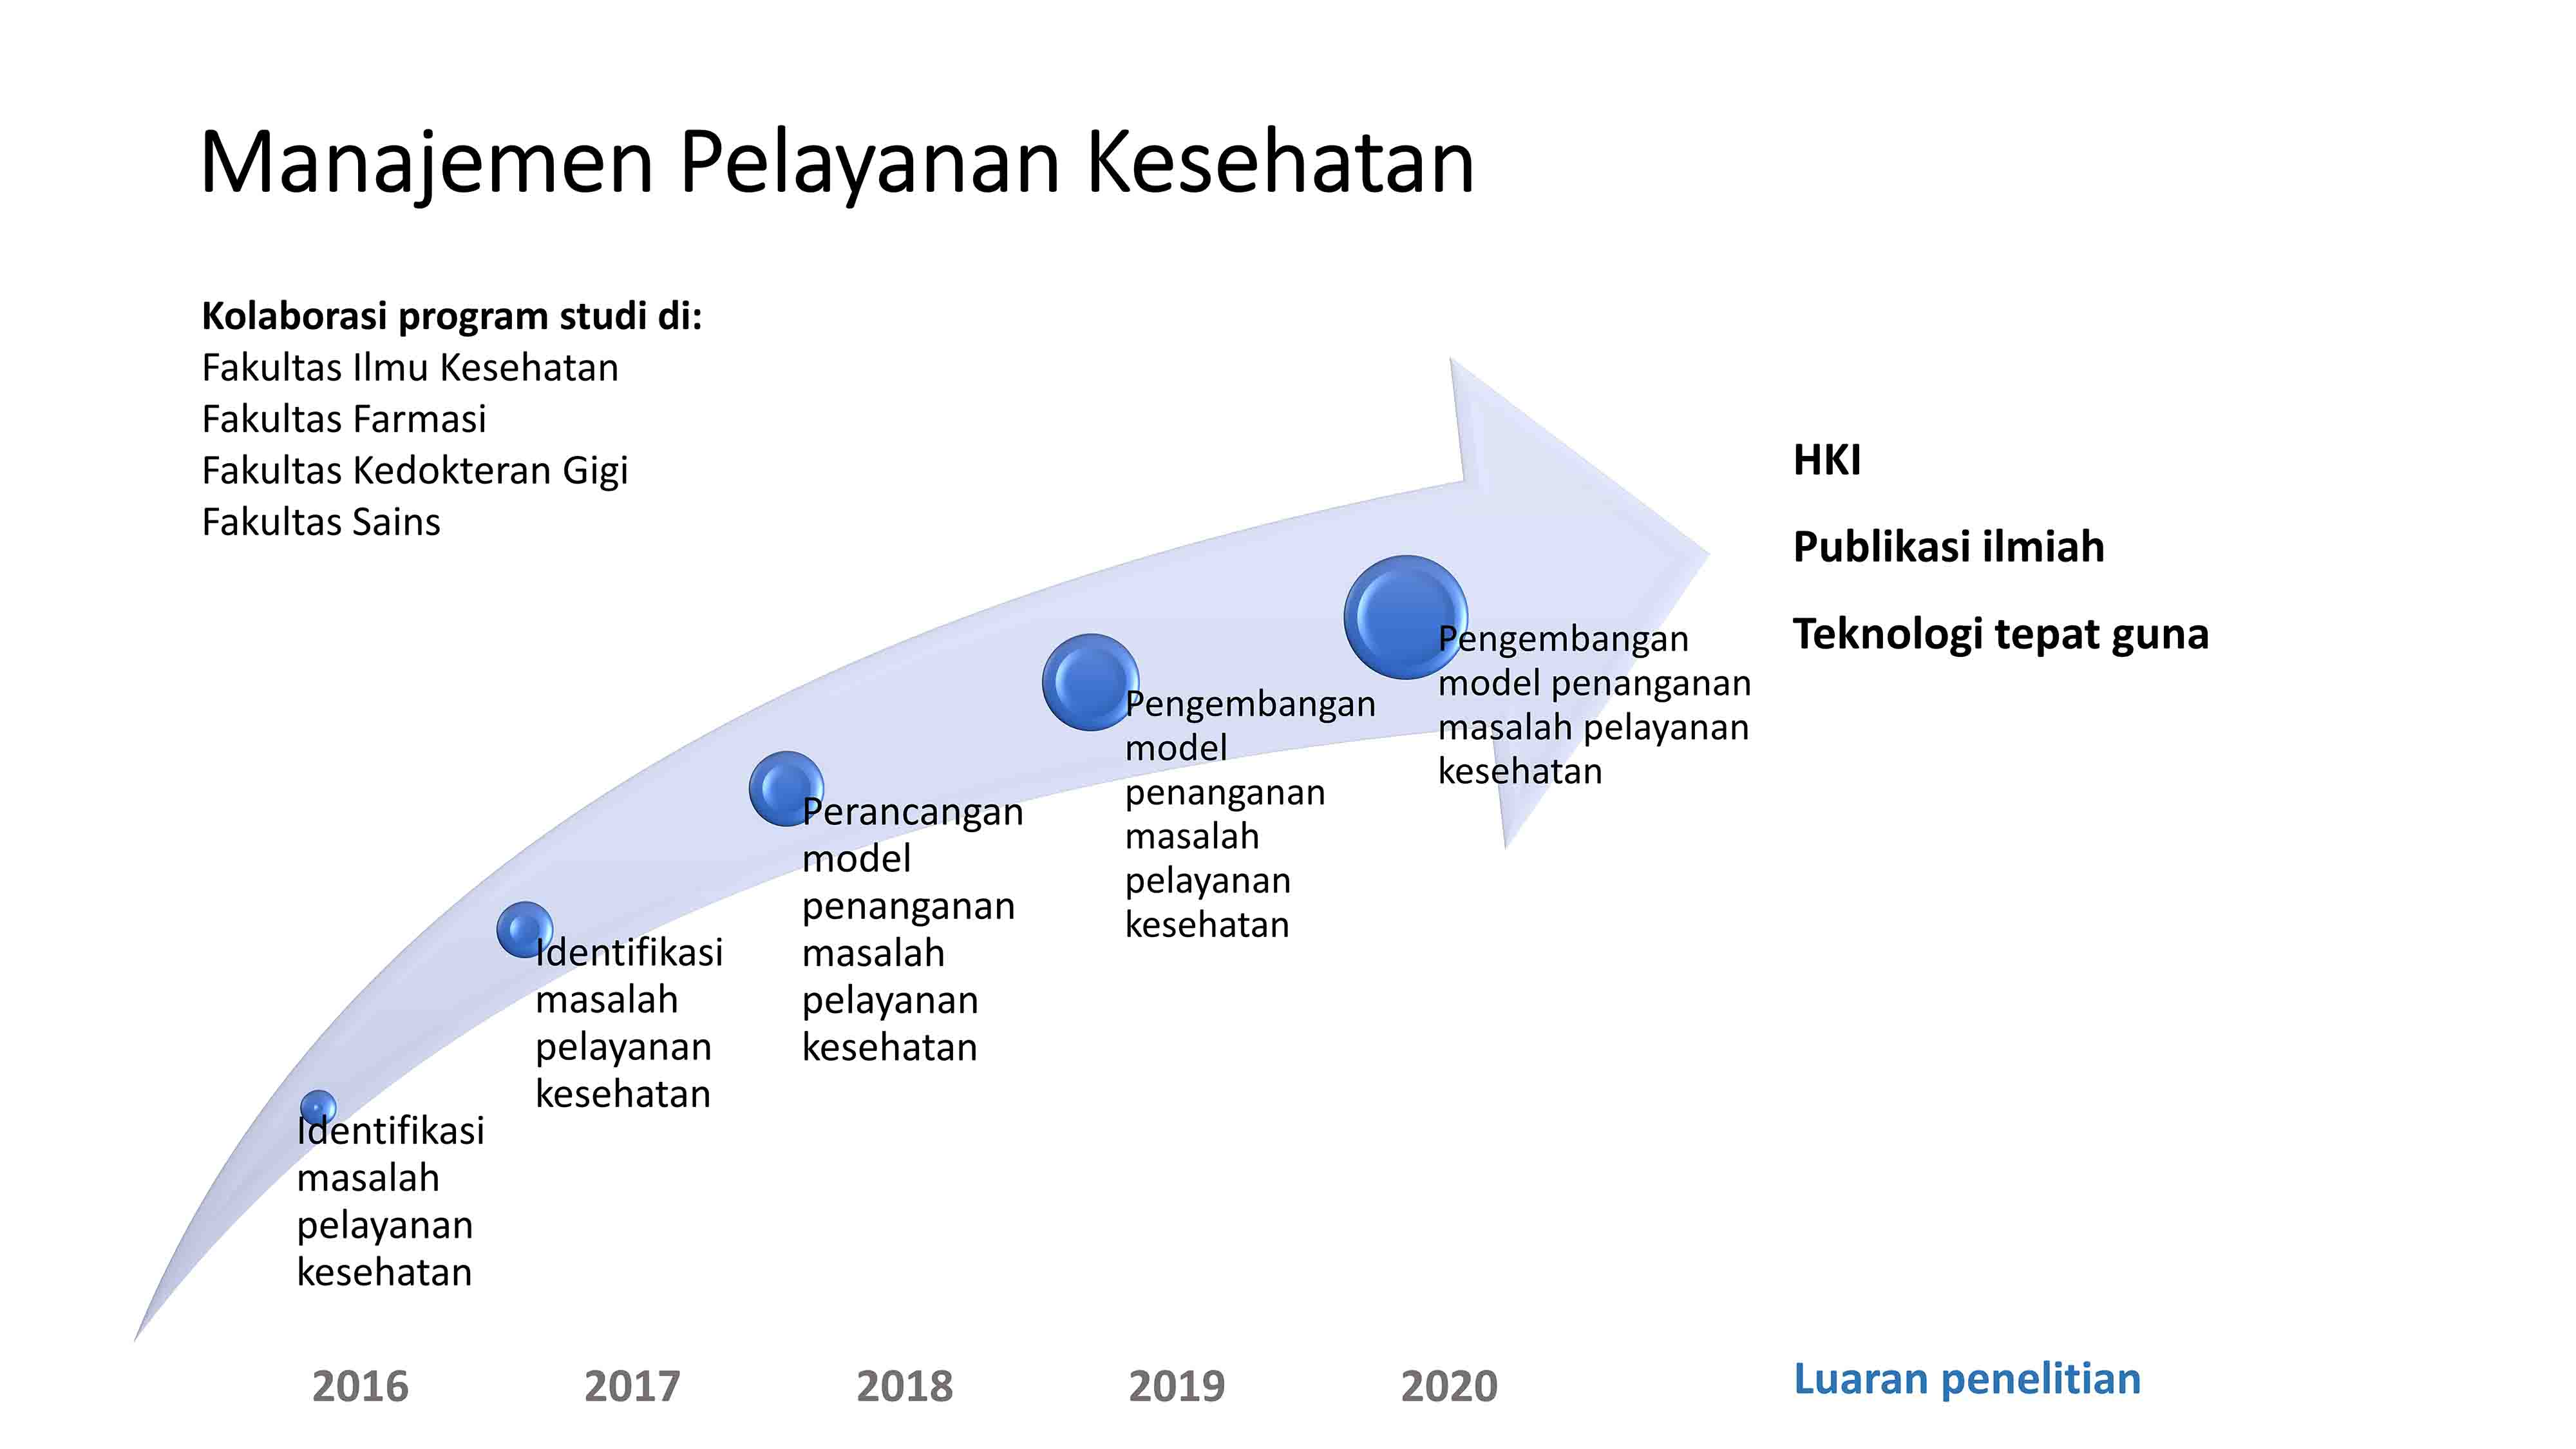 Manajemen Pelayanan Kesehatan
Kolaborasi program studi di:
Fakultas Ilmu Kesehatan
Fakultas Farmasi
Fakultas Kedokteran Gigi
Fakultas Sains
HKI
Publikasi ilmiah
Teknologi tepat guna
Identifikasi
masalah
pelayanan
kesehatan
Identifikasi
masalah
pelayanan
kesehatan
Perancangan
model
penanganan
masalah
pelayanan
kesehatan
Pengembangan
model
penanganan
masalah
pelayanan
kesehatan
Pengembangan
model penanganan
masalah pelayanan
kesehatan
2016
2017
2018
2019
2020
Luaran penelitian